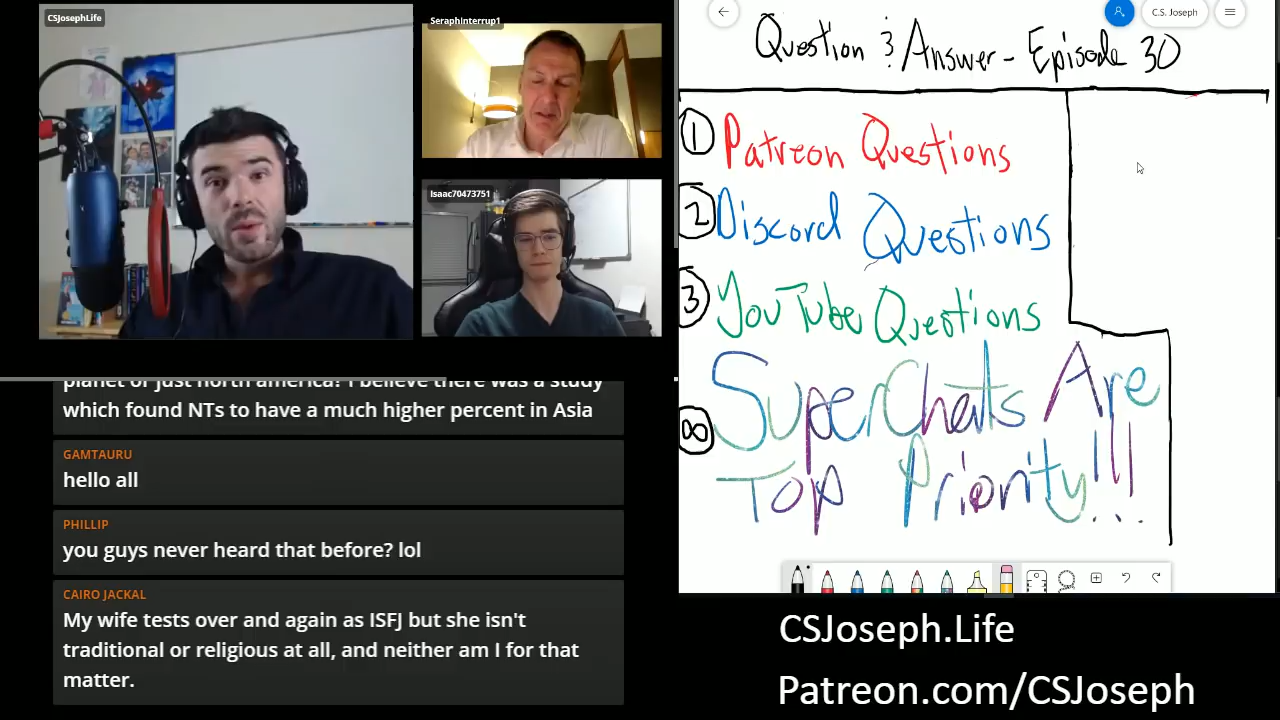 CSJosephLife
SeraphInterrup1
Isaac70473751
planet or just north america? I believe there was a study
which found NTs to have a much higher percent in Asia
GAMTAURU
hello all
PHILLIP
you guys never heard that before? lol
CAIRO JACKAL
My wife tests over and again as ISFJ but she isn't
traditional or religious at all, and neither am I for that
matter.
C.S. Joseph
Question & Answer - Episode 30
1 Patreon Questions
2 Discord Questions
3 YouTube Questions
∞ SuperChats Are
Top Priority!!!
CSJoseph.Life
Patreon.com/CSJoseph